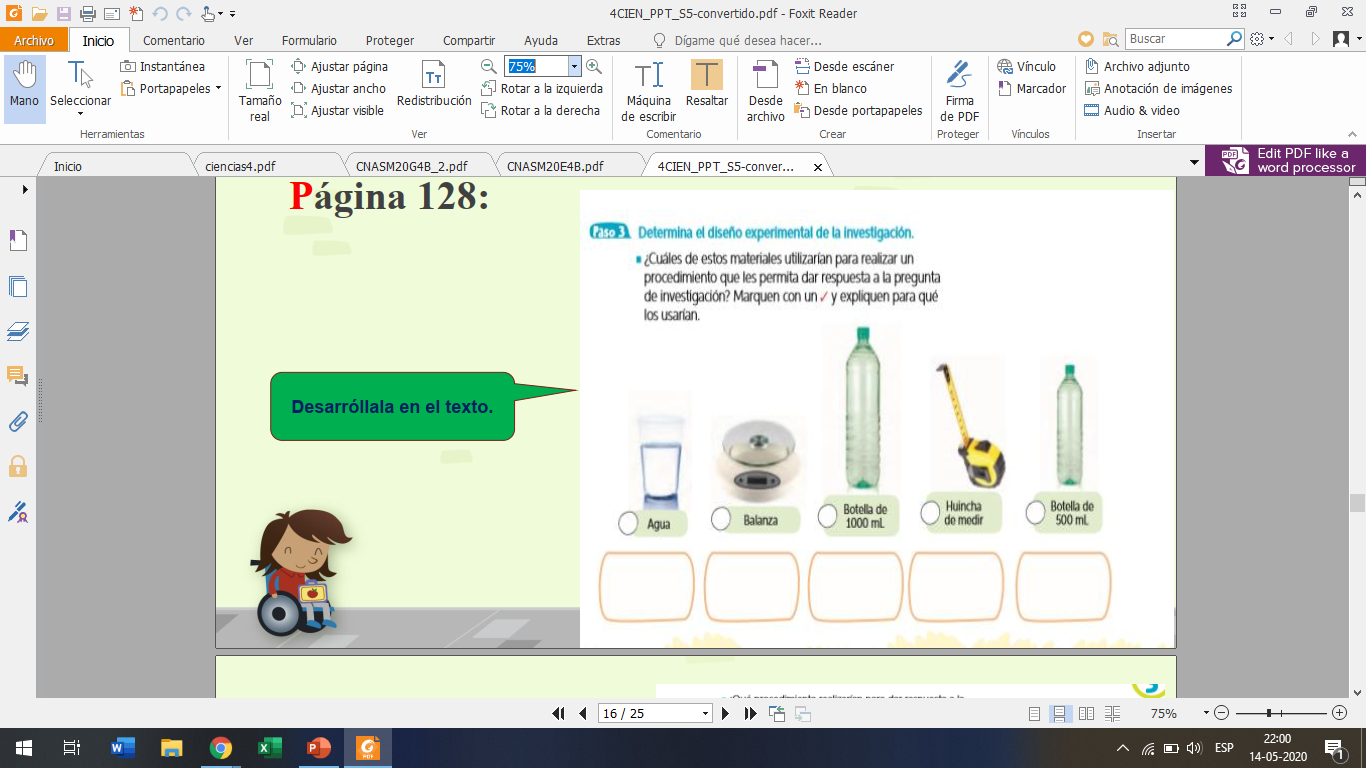 4CIEN_PPT_S5-convertido.pdf - Foxit Reader
Archivo Inicio Comentario Ver Formulario Proteger Compartir Ayuda Extras Dígame qué desea hacer... Buscar
Mano
Seleccionar
Instantánea
Portapapeles
Herramientas
Tamaño
real
Ajustar página
Ajustar ancho
Ajustar visible
Redistribución
75%
Rotar a la izquierda
Rotar a la derecha
Ver
Máquina
de escribir
Resaltar
Comentario
Desde
archivo
Desde escáner
En blanco
Desde portapapeles
Crear
Firma
de PDF
Proteger
Vínculo
Marcador
Vínculos
Archivo adjunto
Anotación de imágenes
Audio & video
Insertar
Inicio ciencias4.pdf CNASM20G4B_2.pdf CNASM20E4B.pdf 4CIEN_PPT_S5-conver...
Edit PDF like a
word processor
Página 128:
Paso 3 Determina el diseño experimental de la investigación.
¿Cuáles de estos materiales utilizarían para realizar un
procedimiento que les permita dar respuesta a la pregunta
de investigación? Marquen con un ✓ y expliquen para qué
los usarían.
Desarróllala en el texto.
Agua
Balanza
Botella de
1000 mL
Huincha
de medir
Botella de
500 mL
16 / 25
75%
ESP
22:00
14-05-2020
1